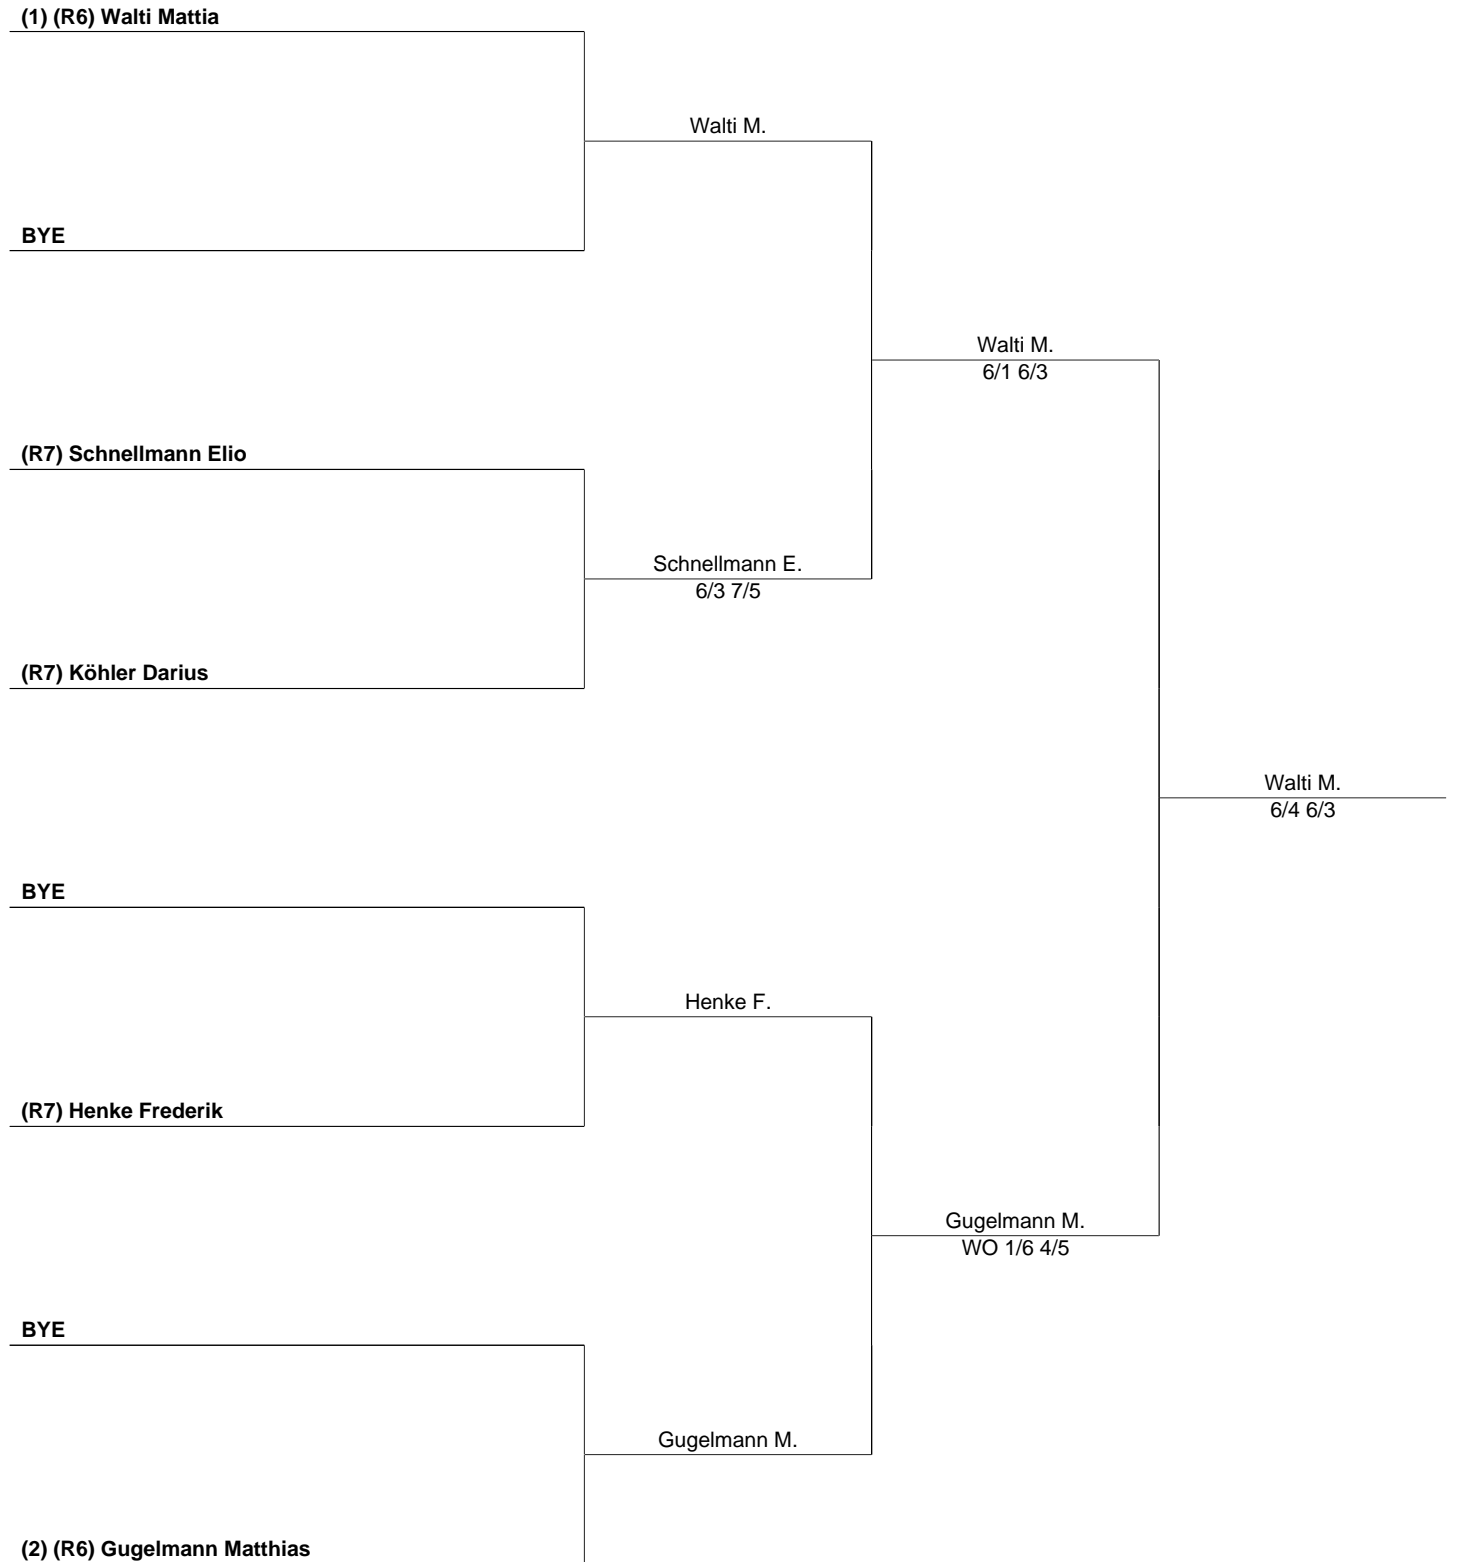 (1) (R6) Walti Mattia
Walti M.
BYE
Walti M.
6/1 6/3
(R7) Schnellmann Elio
Schnellmann E.
6/3 7/5
(R7) Köhler Darius
Walti M.
6/4 6/3
BYE
Henke F.
(R7) Henke Frederik
Gugelmann M.
WO 1/6 4/5
BYE
Gugelmann M.
(2) (R6) Gugelmann Matthias